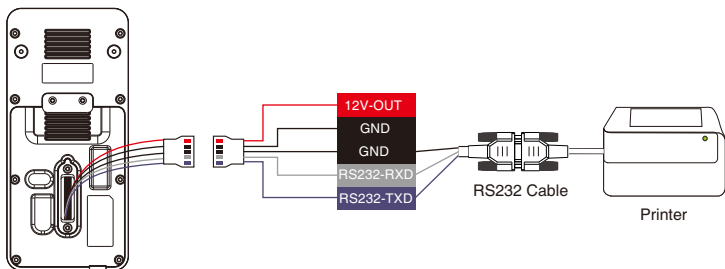 12V-OUT
GND
GND
RS232-RXD
RS232-TXD
RS232 Cable
Printer